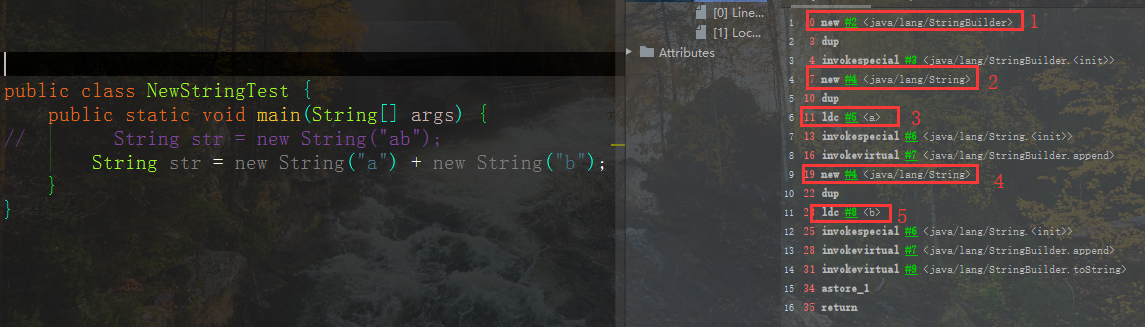 public class NewStringTest {
public static void main(String[] args) {
// String str = new String("ab");
String str = new String("a") + new String("b");
}
}
[0] Line...
[1] Loc...
Attributes
1 0 new #2 <java/lang/StringBuilder> 1
2 3 dup
3 4 invokespecial #3 <java/lang/StringBuilder.<init>>
4 7 new #4 <java/lang/String> 2
5 10 dup
6 11 ldc #5 <a> 3
7 13 invokespecial #6 <java/lang/String.<init>>
8 16 invokevirtual #7 <java/lang/StringBuilder.append>
9 19 new #4 <java/lang/String> 4
10 22 dup
11 23 ldc #8 <b> 5
12 25 invokespecial #6 <java/lang/String.<init>>
13 28 invokevirtual #7 <java/lang/StringBuilder.append>
14 31 invokevirtual #9 <java/lang/StringBuilder.toString>
15 34 astore_1
16 35 return